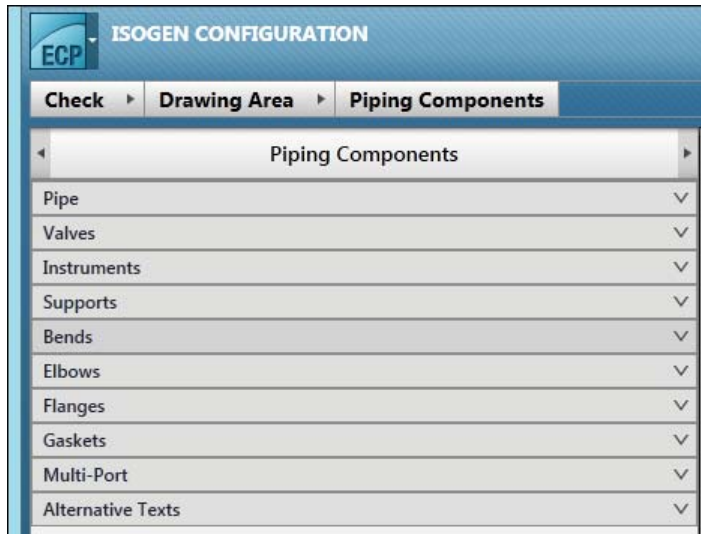 ISOGEN CONFIGURATION
ECP
Check Drawing Area Piping Components
Piping Components
Pipe
Valves
Instruments
Supports
Bends
Elbows
Flanges
Gaskets
Multi-Port
Alternative Texts